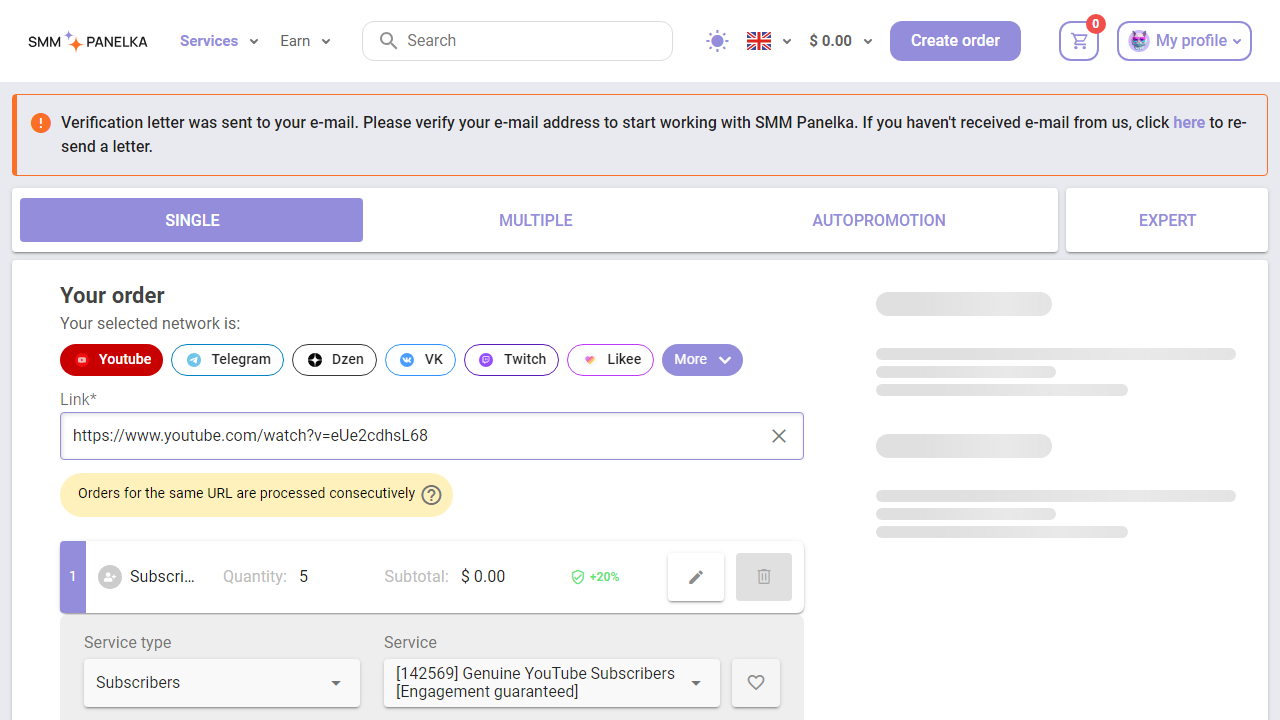 SMM PANELKA
Services
Earn
Search
$ 0.00
Create order
0
My profile
Verification letter was sent to your e-mail. Please verify your e-mail address to start working with SMM Panelka. If you haven't received e-mail from us, click here to re-
send a letter.
SINGLE
MULTIPLE
AUTOPROMOTION
EXPERT
Your order
Your selected network is:
Youtube
Telegram
Dzen
VK
Twitch
Likee
More
Link*
https://www.youtube.com/watch?v=eUe2cdhsL68
Orders for the same URL are processed consecutively
1
Subscri...
Quantity: 5
Subtotal: $ 0.00
+20%
Service type
Service
Subscribers
[142569] Genuine YouTube Subscribers
[Engagement guaranteed]